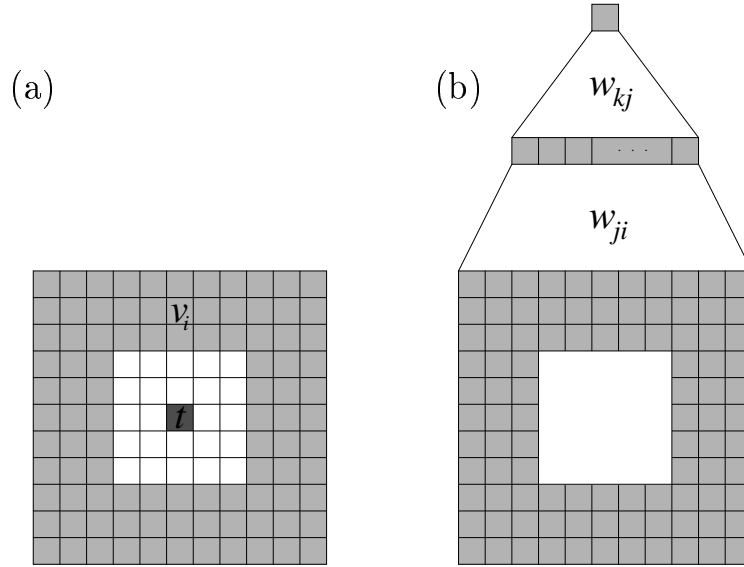 (a)
v_i
t
(b)
w_kj
. . .
w_ji